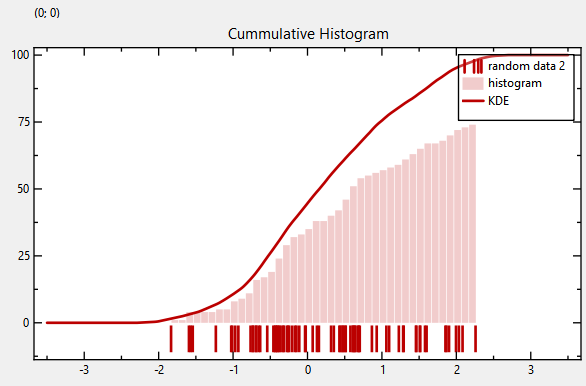 (0; 0)
Cummulative Histogram
100
75
50
25
0
-3 -2 -1 0 1 2 3
random data 2
histogram
KDE